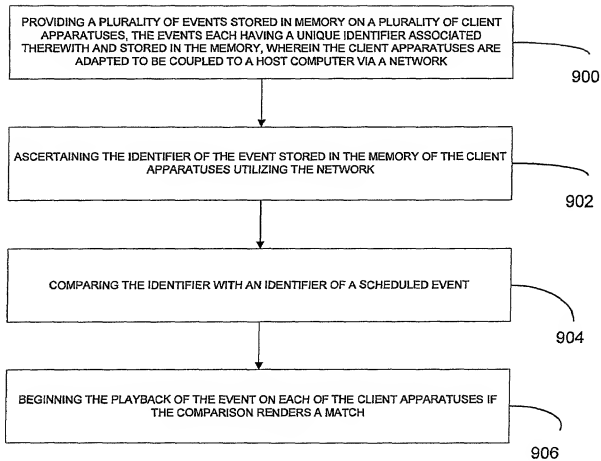 PROVIDING A PLURALITY OF EVENTS STORED IN MEMORY ON A PLURALITY OF CLIENT
APPARATUSES, THE EVENTS EACH HAVING A UNIQUE IDENTIFIER ASSOCIATED
THEREWITH AND STORED IN THE MEMORY, WHEREIN THE CLIENT APPARATUSES ARE
ADAPTED TO BE COUPLED TO A HOST COMPUTER VIA A NETWORK
900
ASCERTAINING THE IDENTIFIER OF THE EVENT STORED IN THE MEMORY OF THE CLIENT
APPARATUSES UTILIZING THE NETWORK
902
COMPARING THE IDENTIFIER WITH AN IDENTIFIER OF A SCHEDULED EVENT
904
BEGINNING THE PLAYBACK OF THE EVENT ON EACH OF THE CLIENT APPARATUSES IF
THE COMPARISON RENDERS A MATCH
906